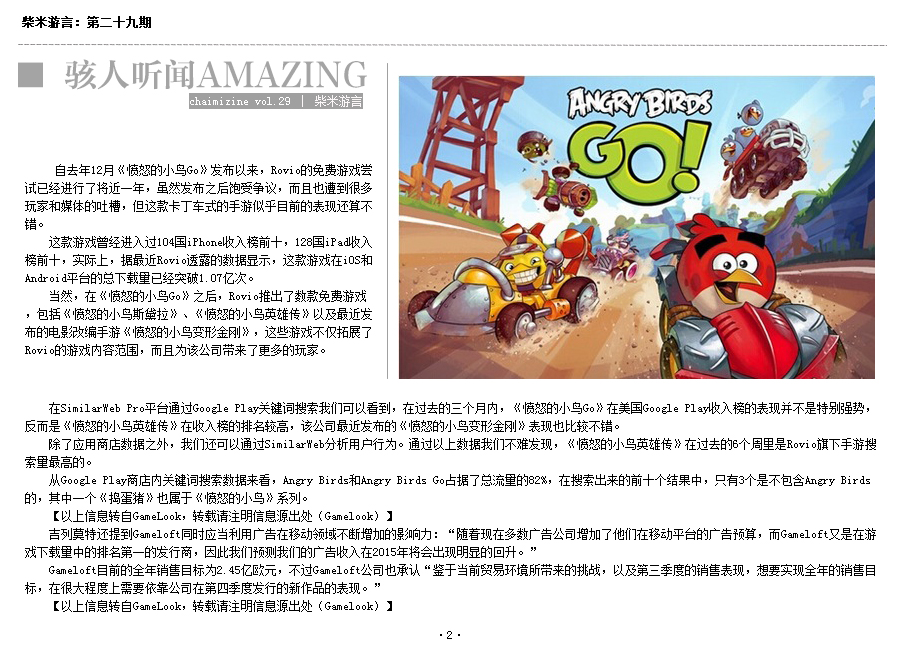 柴米游言：第二十九期
骇人听闻AMAZING
chaimizine vol.29 | 柴米游言
ANGRY BIRDS
GO!
自去年12月《愤怒的小鸟Go》发布以来，Rovio的免费游戏尝
试已经进行了将近一年，虽然发布之后饱受争议，而且也遭到很多
玩家和媒体的吐槽，但这款卡丁车式的手游似乎目前的表现还算不
错。
这款游戏曾经进入过104国iPhone收入榜前十，128国iPad收入
榜前十，实际上，据最近Rovio透露的数据显示，这款游戏在iOS和
Android平台的总下载量已经突破1.07亿次。
当然，在《愤怒的小鸟Go》之后，Rovio推出了数款免费游戏
，包括《愤怒的小鸟斯黛拉》、《愤怒的小鸟英雄传》以及最近发
布的电影改编手游《愤怒的小鸟变形金刚》，这些游戏不仅拓展了
Rovio的游戏内容范围，而且为该公司带来了更多的玩家。
在SimilarWeb Pro平台通过Google Play关键词搜索我们可以看到，在过去的三个月内，《愤怒的小鸟Go》在美国Google Play收入榜的表现并不是特别强势，
反而是《愤怒的小鸟英雄传》在收入榜的排名较高，该公司最近发布的《愤怒的小鸟变形金刚》表现也比较不错。
除了应用商店数据之外，我们还可以通过SimilarWeb分析用户行为。通过以上数据我们不难发现，《愤怒的小鸟英雄传》在过去的6个周里是Rovio旗下手游搜
索量最高的。
从Google Play商店内关键词搜索数据来看，Angry Birds和Angry Birds Go占据了总流量的82%，在搜索出来的前十个结果中，只有3个是不包含Angry Birds
的，其中一个《捣蛋猪》也属于《愤怒的小鸟》系列。
【以上信息转自GameLook，转载请注明信息源出处（Gamelook）】
吉列莫特还提到Gameloft同时应当利用广告在移动领域不断增加的影响力：“随着现在多数广告公司增加了他们在移动平台的广告预算，而Gameloft又是在游
戏下载量中的排名第一的发行商，因此我们预测我们的广告收入在2015年将会出现明显的回升。”
Gameloft目前的全年销售目标为2.45亿欧元，不过Gameloft公司也承认“鉴于当前贸易环境所带来的挑战，以及第三季度的销售表现，想要实现全年的销售目
标，在很大程度上需要依靠公司在第四季度发行的新作品的表现。”
【以上信息转自GameLook，转载请注明信息源出处（Gamelook）】
·2·